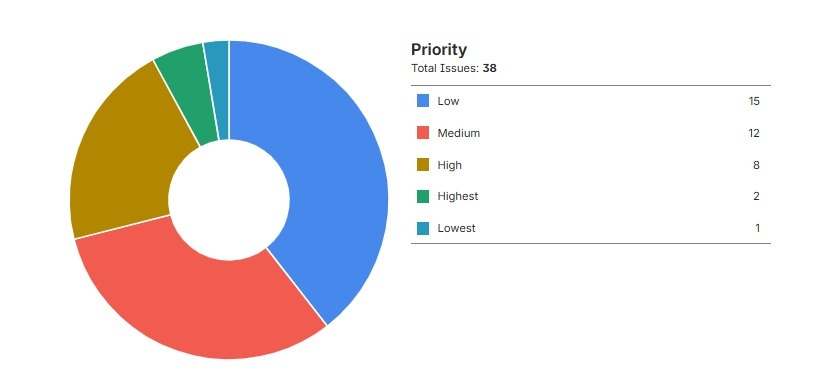 Priority
Total Issues: 38
Low 15
Medium 12
High 8
Highest 2
Lowest 1